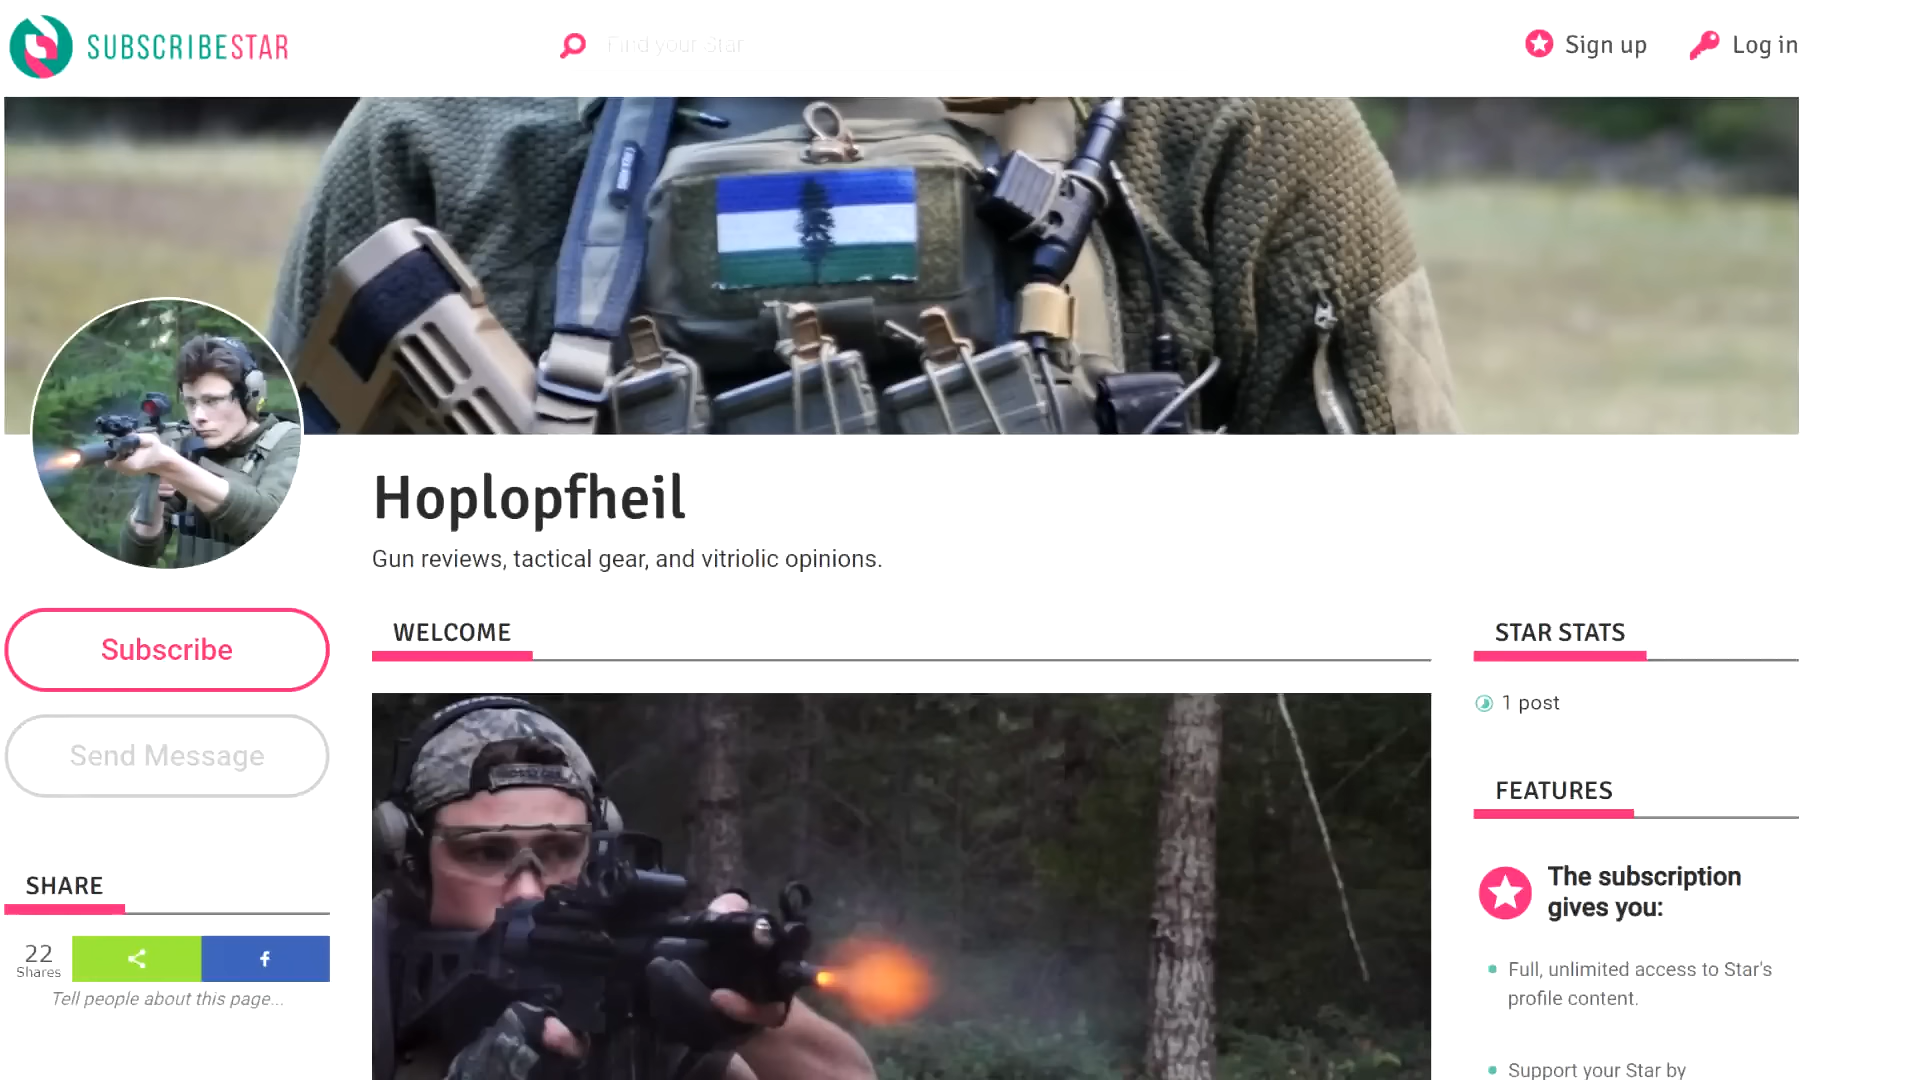 SUBSCRIBESTAR
Find your Star
Sign up
Log in
Hoplopfheil
Gun reviews, tactical gear, and vitriolic opinions.
Subscribe
Send Message
SHARE
22
Shares
Tell people about this page...
WELCOME
STAR STATS
1 post
FEATURES
The subscription
gives you:
Full, unlimited access to Star's
profile content.
Support your Star by